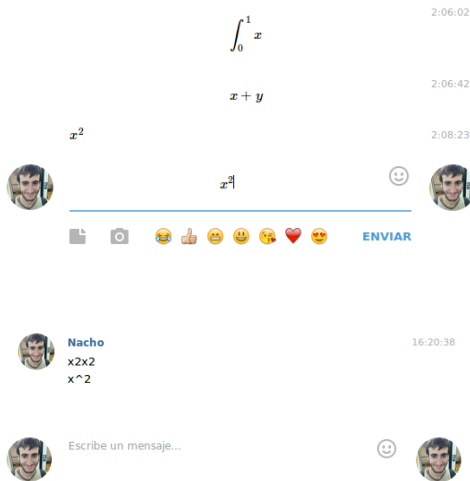 2:06:02
∫₀¹ x
x + y
2:06:42
x²
2:08:23
x²
ENVIAR
Nacho
16:20:38
x2x2
x^2
Escribe un mensaje...